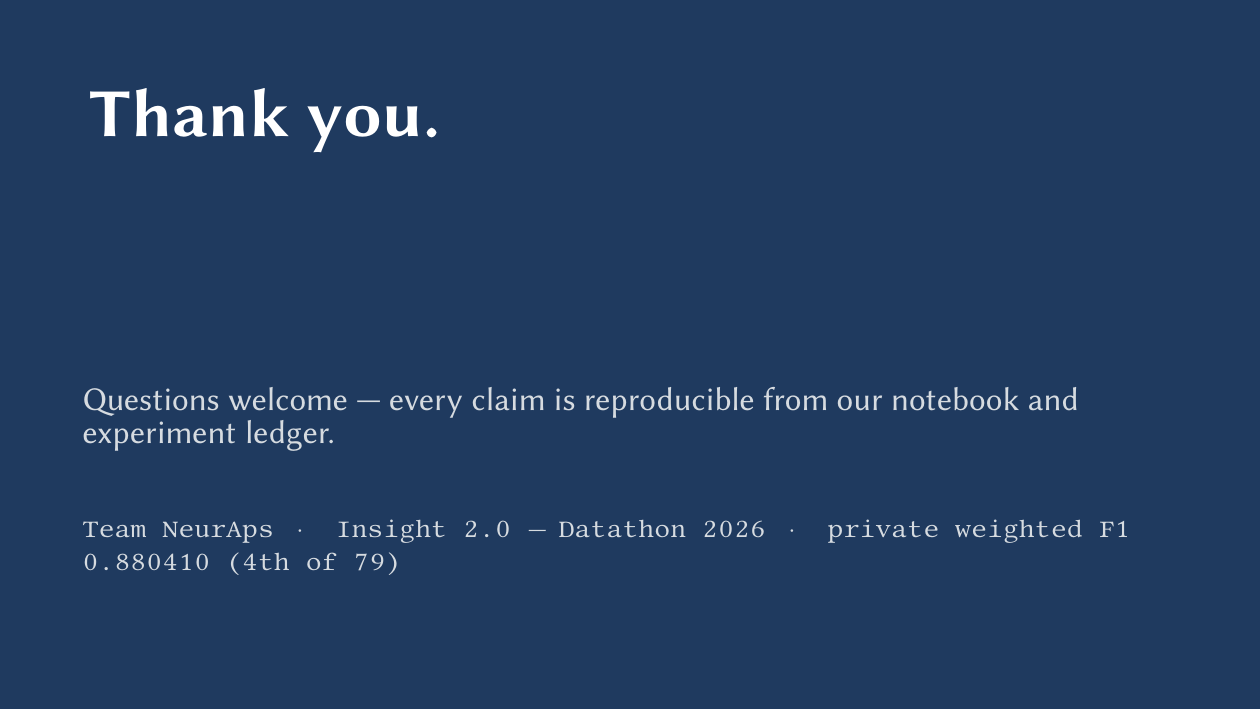 Thank you.
Questions welcome — every claim is reproducible from our notebook and
experiment ledger.
Team NeurAps · Insight 2.0 — Datathon 2026 · private weighted F1
0.880410 (4th of 79)